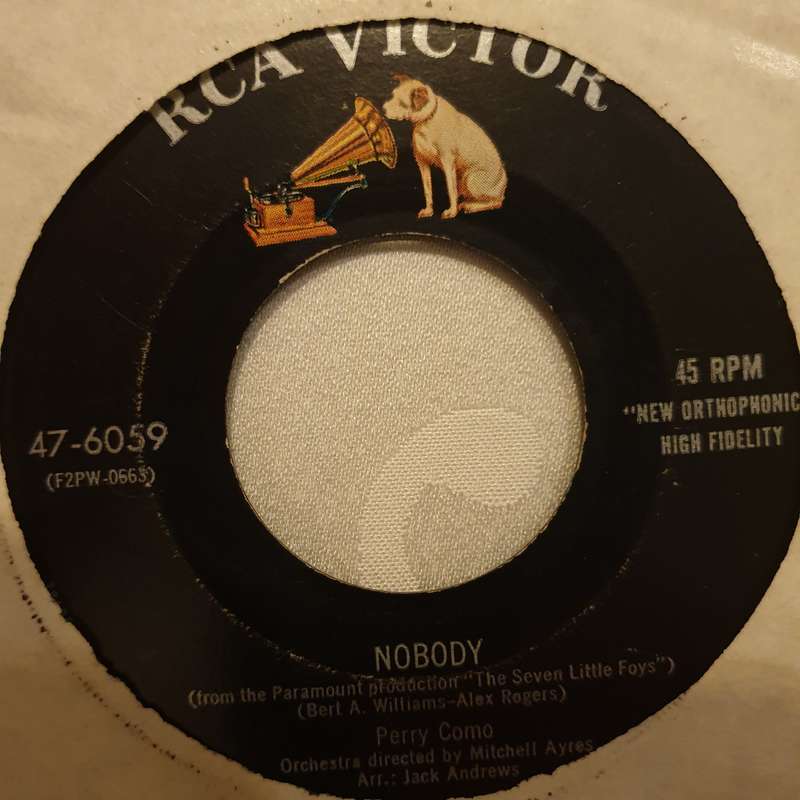 RCA VICTOR
45 RPM
"NEW ORTHOPHONIC
HIGH FIDELITY
47-6059
(F2PW-0663)
NOBODY
(from the Paramount production "The Seven Little Foys")
(Bert A. Williams-Alex Rogers)
Perry Como
Orchestra directed by Mitchell Ayres
Arr.: Jack Andrews